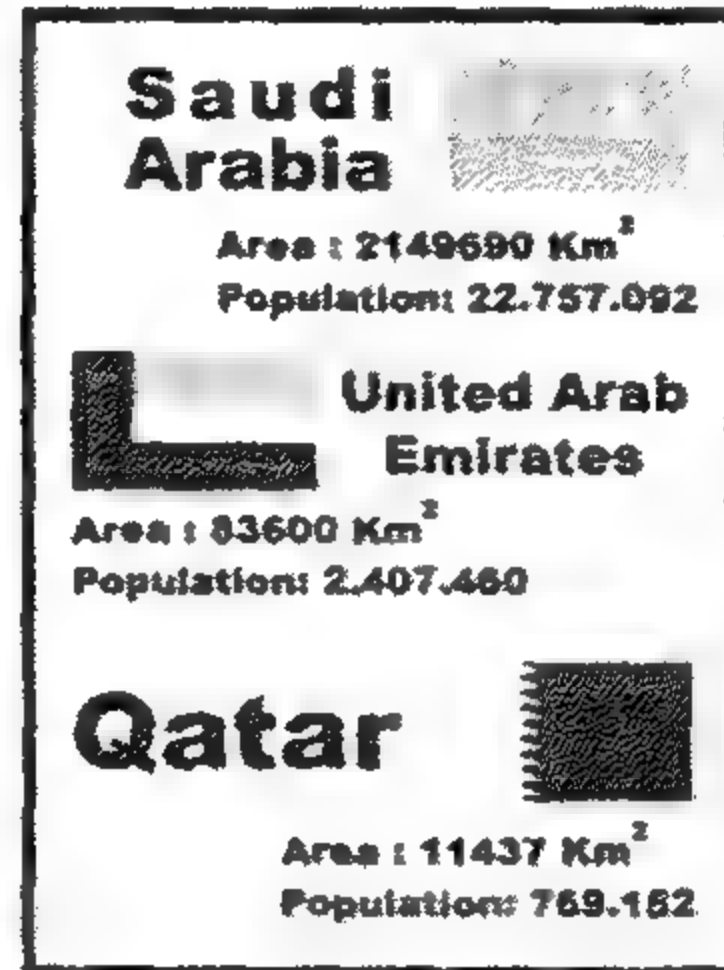 Saudi
Arabia
Area : 2149690 Km²
Population: 22.757.092
United Arab
Emirates
Area : 83600 Km²
Population: 2.407.460
Qatar
Area : 11437 Km²
Population: 769.152